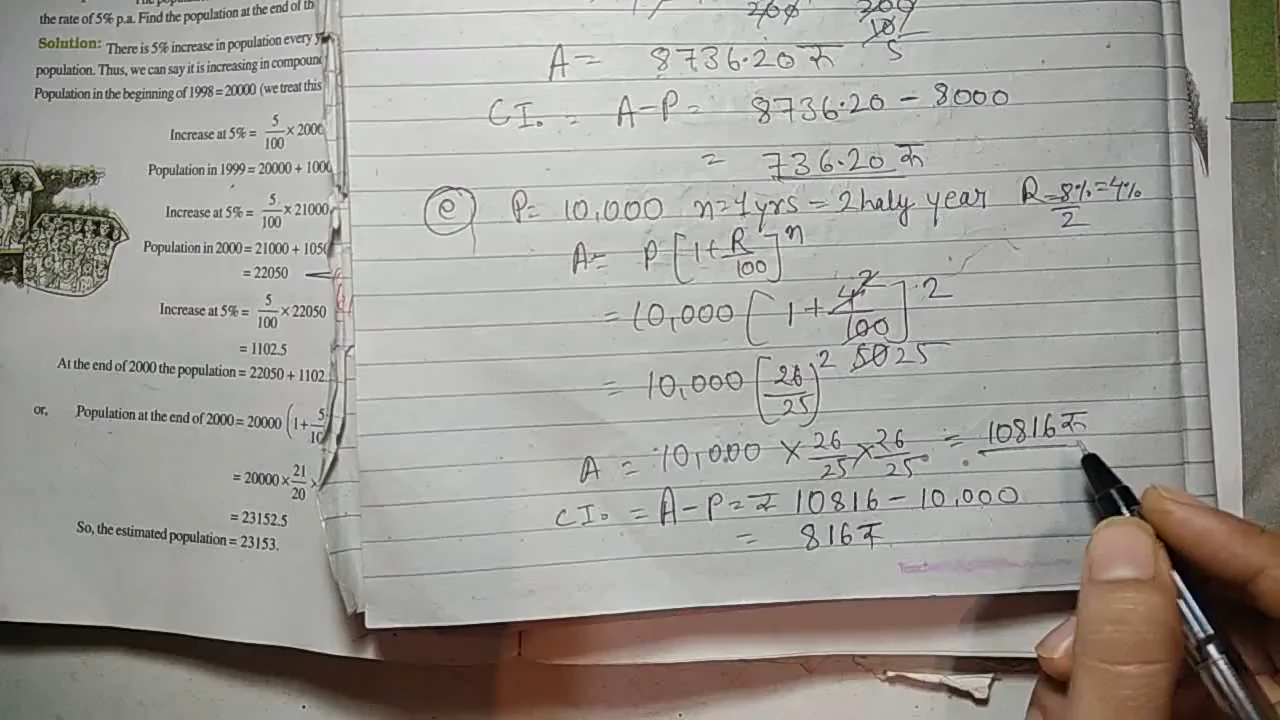 the rate of 5% p.a. Find the population at the end of th
Solution: There is 5% increase in population every y
population. Thus, we can say it is increasing in compound
Population in the beginning of 1998 = 20000 (we treat this
Increase at 5% = 5/100 × 2000
Population in 1999 = 20000 + 1000
Increase at 5% = 5/100 × 21000
Population in 2000 = 21000 + 1050
= 22050
Increase at 5% = 5/100 × 22050
= 1102.5
At the end of 2000 the population = 22050 + 1102.
or, Population at the end of 2000 = 20000 (1 + 5/10
= 20000 × 21/20 ×
= 23152.5
So, the estimated population = 23153.
A = 8736.20 ₹
CI. = A - P = 8736.20 - 8000
= 736.20 ₹
(e) P = 10,000 n = 1 yrs = 2 haly year R = 8%/2 = 4%
A = P [1 + R/100]^n
= 10,000 [1 + 4/100]^2
2
50 25
= 10,000 [26/25]^2
A = 10,000 × 26/25 × 26/25 = 10816 ₹
CI. = A - P = ₹ 10816 - 10,000
= 816 ₹